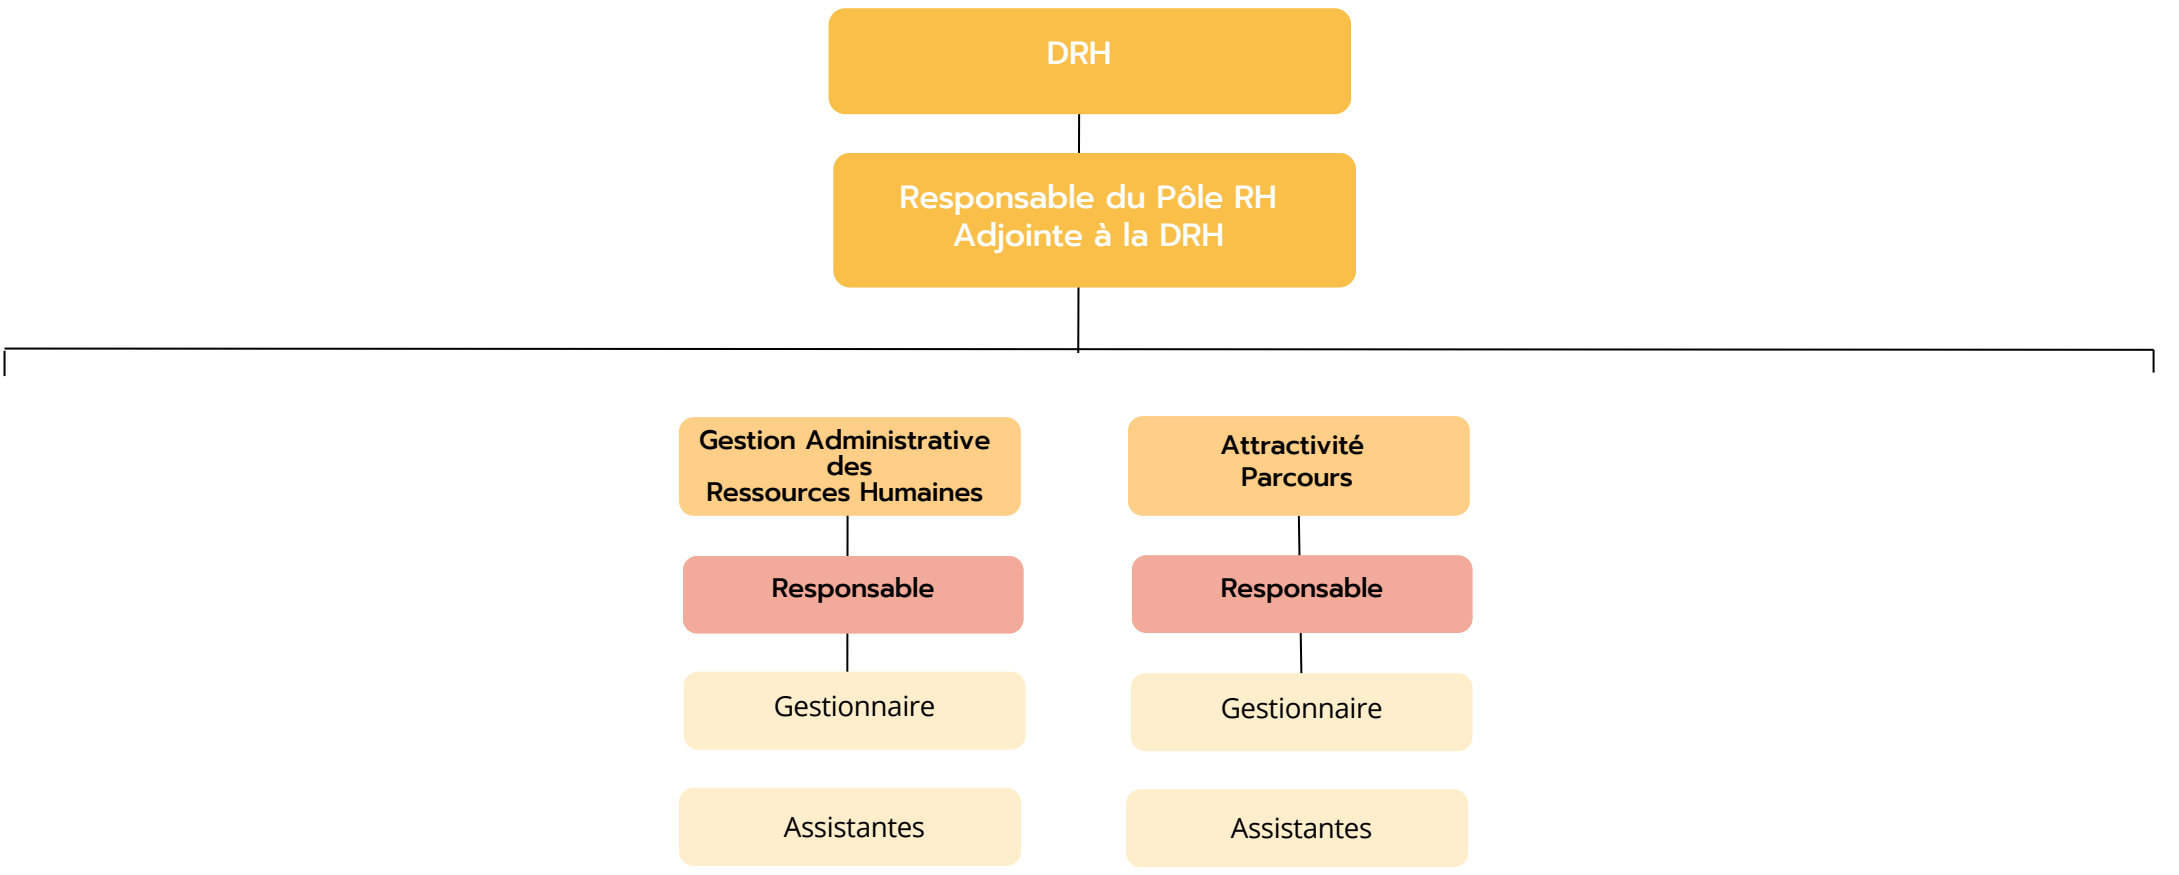 DRH
Responsable du Pôle RH
Adjointe à la DRH
Gestion Administrative
des
Ressources Humaines
Attractivité
Parcours
Responsable
Responsable
Gestionnaire
Gestionnaire
Assistantes
Assistantes